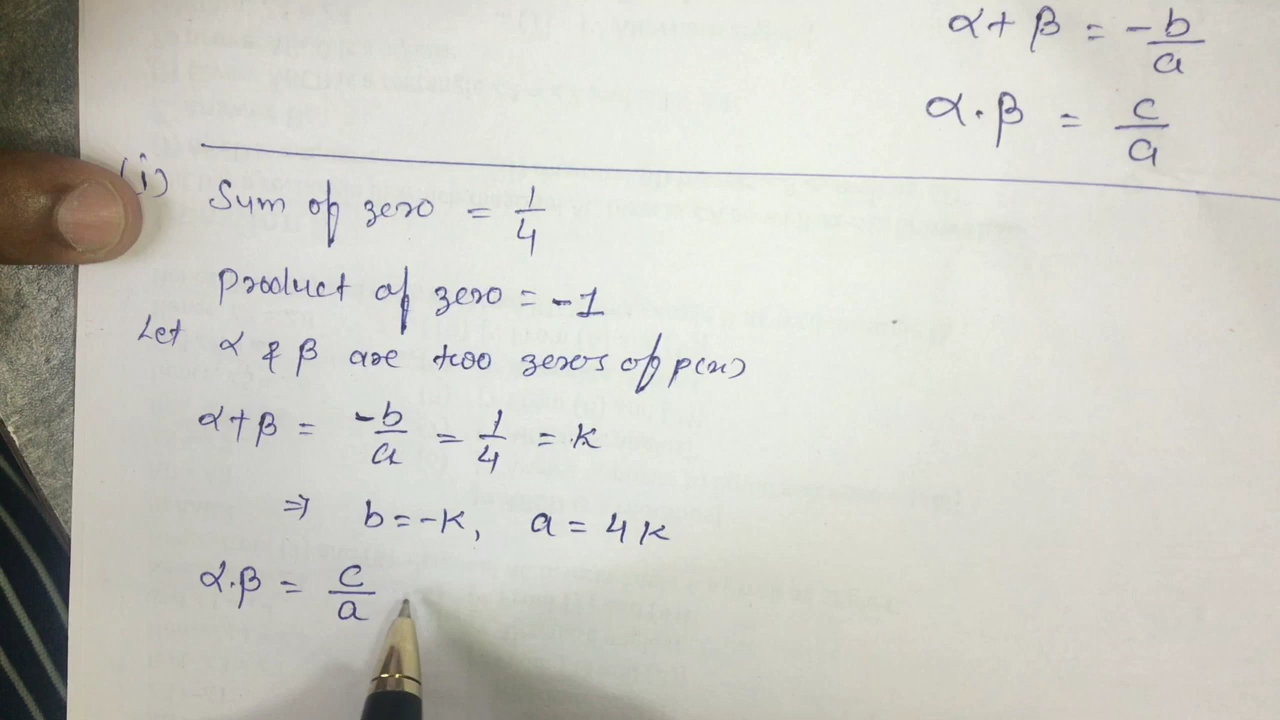 α + β = -b/a
α . β = c/a
(i) Sum of zero = 1/4
Product of zero = -1
Let α & β are two zeros of p(x)
α+β = -b/a = 1/4 = k
⇒ b = -k, a = 4k
α.β = c/a